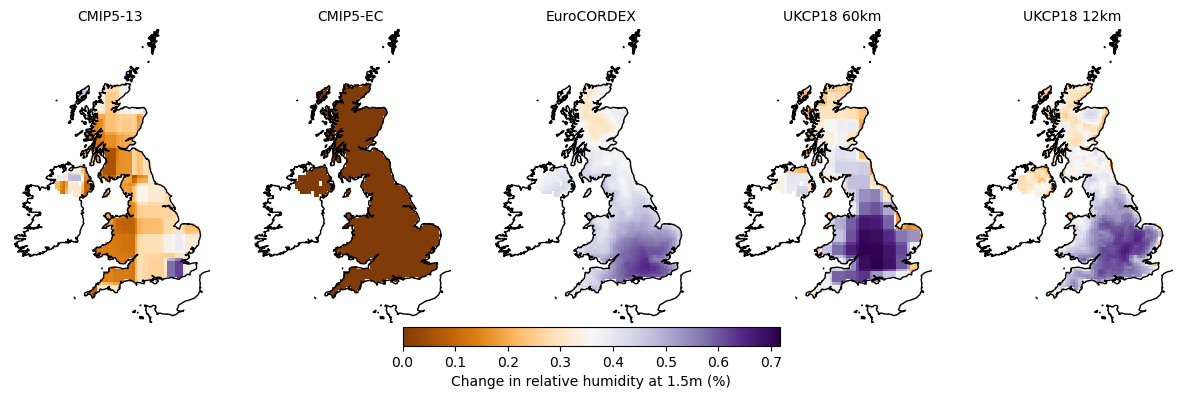 CMIP5-13
CMIP5-EC
EuroCORDEX
UKCP18 60km
UKCP18 12km
0.0 0.1 0.2 0.3 0.4 0.5 0.6 0.7
Change in relative humidity at 1.5m (%)